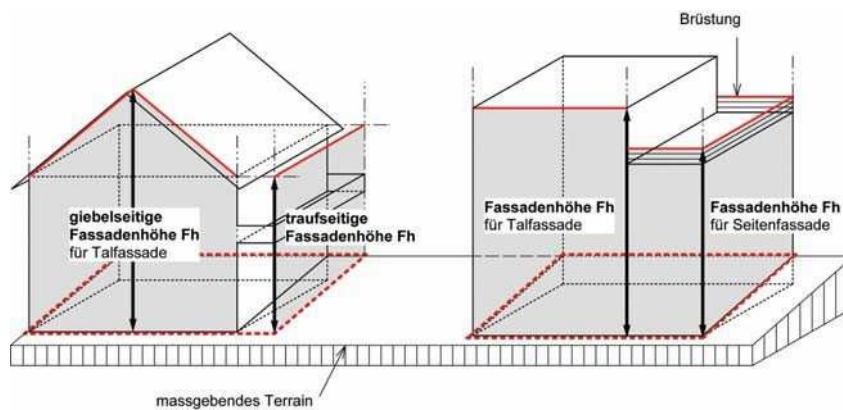 Brüstung
giebelseitige
Fassadenhöhe Fh
für Talfassade
traufseitige
Fassadenhöhe Fh
Fassadenhöhe Fh
für Talfassade
Fassadenhöhe Fh
für Seitenfassade
massgebendes Terrain